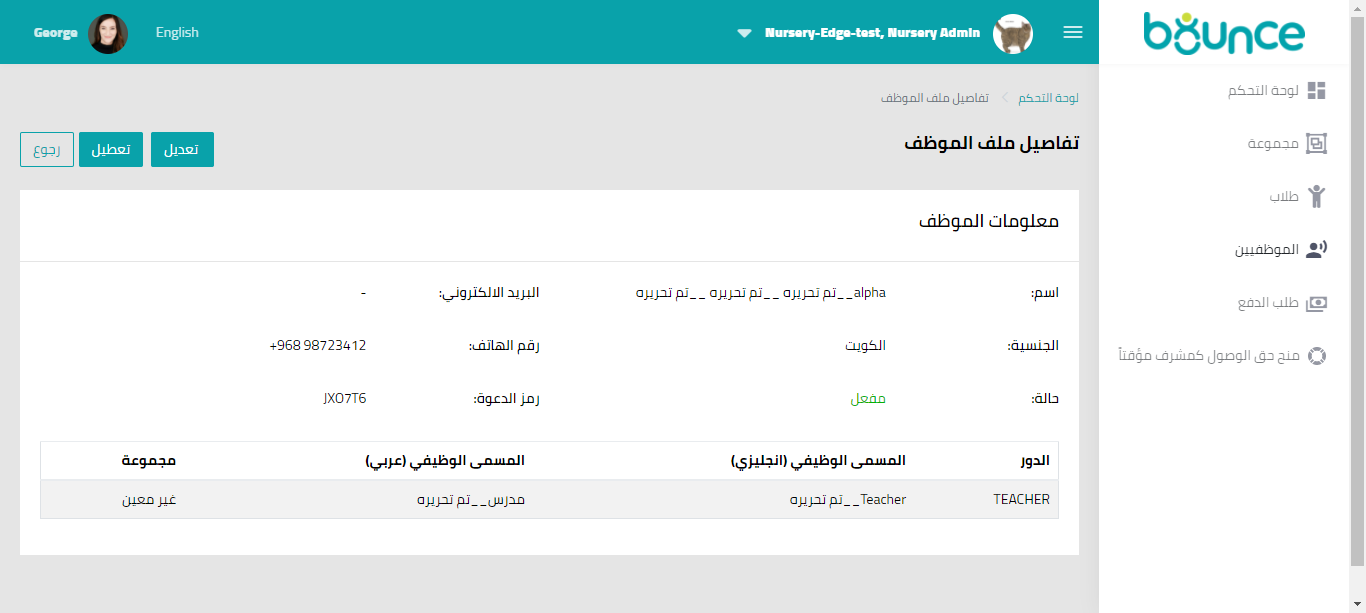 bounce
Nursery-Edge-test, Nursery Admin
English
George
لوحة التحكم
مجموعة
طلاب
الموظفيين
طلب الدفع
منح حق الوصول كمشرف مؤقتاً
لوحة التحكم
تفاصيل ملف الموظف
تفاصيل ملف الموظف
تعديل
تعطيل
رجوع
معلومات الموظف
اسم: alpha__تم تحريره __تم تحريره __تم تحريره
البريد الالكتروني: -
الجنسية: الكويت
رقم الهاتف: +968 98723412
حالة: مفعل
رمز الدعوة: JXO7T6
الدور المسمى الوظيفي (انجليزي) المسمى الوظيفي (عربي) مجموعة
TEACHER Teacher__تم تحريره مدرس__تم تحريره غير معين